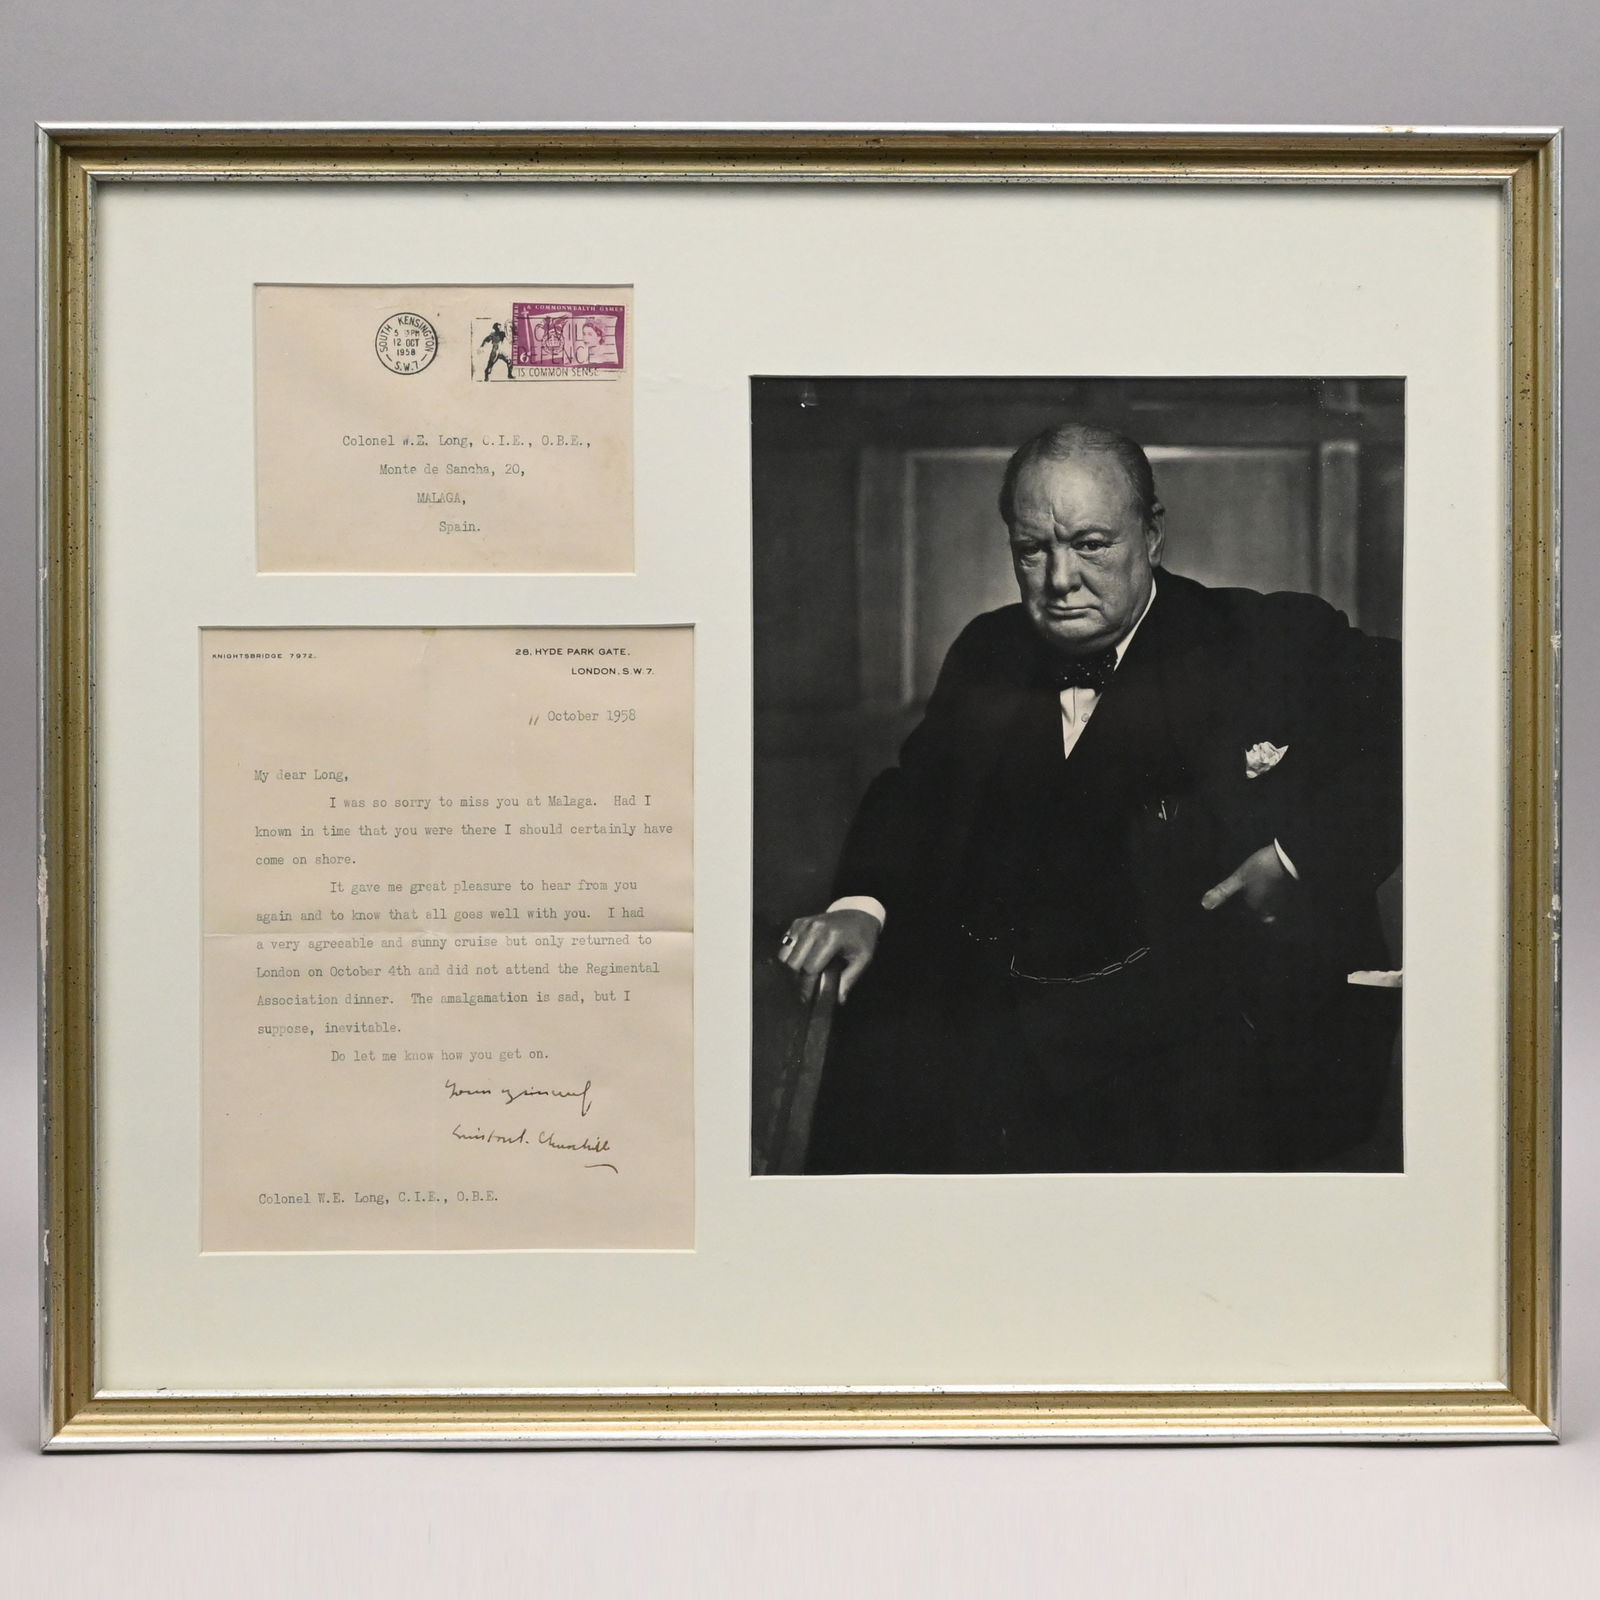 SOUTH KENSINGTON
12 OCT
1958
S.W.7
& COMMONWEALTH GAMES
CIVIL
DEFENCE
IS COMMON SENSE
Colonel W.E. Long, C.I.E., O.B.E.,
Monte de Sancha, 20,
MALAGA,
Spain.
KNIGHTSBRIDGE 7972.
28, HYDE PARK GATE,
LONDON, S.W.7.
11 October 1958
My dear Long,
I was so sorry to miss you at Malaga. Had I
known in time that you were there I should certainly have
come on shore.
It gave me great pleasure to hear from you
again and to know that all goes well with you. I had
a very agreeable and sunny cruise but only returned to
London on October 4th and did not attend the Regimental
Association dinner. The amalgamation is sad, but I
suppose, inevitable.
Do let me know how you get on.
Yours v sincerely
Winston S. Churchill
Colonel W.E. Long, C.I.E., O.B.E.